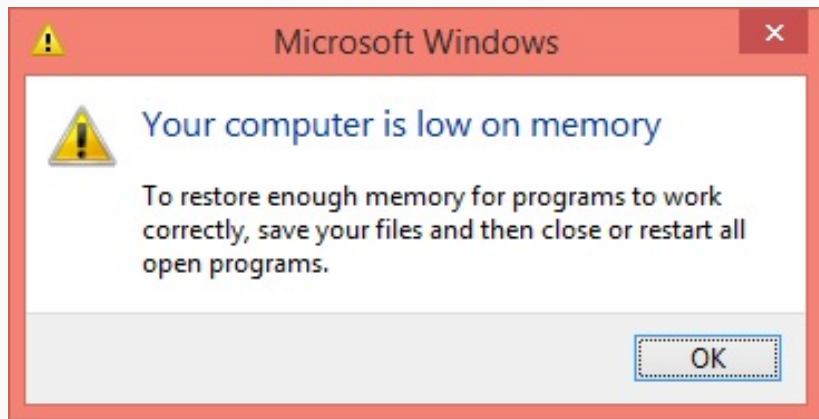 Microsoft Windows
Your computer is low on memory
To restore enough memory for programs to work
correctly, save your files and then close or restart all
open programs.
OK